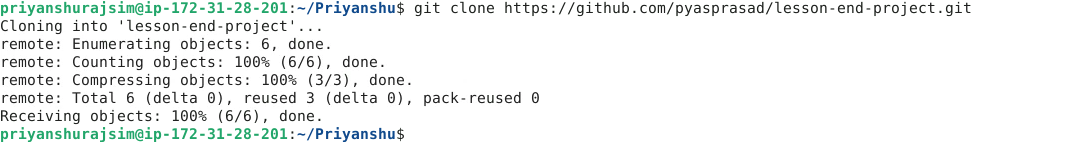 priyanshurajsim@ip-172-31-28-201:~/Priyanshu$ git clone https://github.com/pyasprasad/lesson-end-project.git
Cloning into 'lesson-end-project'...
remote: Enumerating objects: 6, done.
remote: Counting objects: 100% (6/6), done.
remote: Compressing objects: 100% (3/3), done.
remote: Total 6 (delta 0), reused 3 (delta 0), pack-reused 0
Receiving objects: 100% (6/6), done.
priyanshurajsim@ip-172-31-28-201:~/Priyanshu$